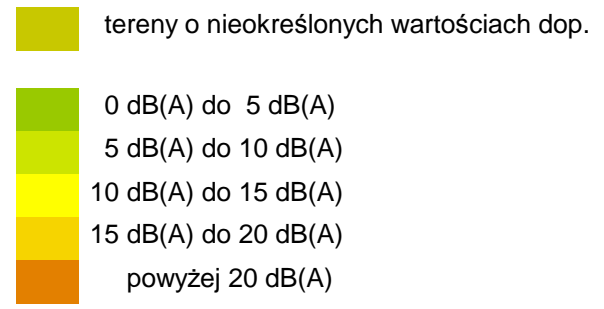 tereny o nieokreślonych wartościach dop.
0 dB(A) do 5 dB(A)
5 dB(A) do 10 dB(A)
10 dB(A) do 15 dB(A)
15 dB(A) do 20 dB(A)
powyżej 20 dB(A)